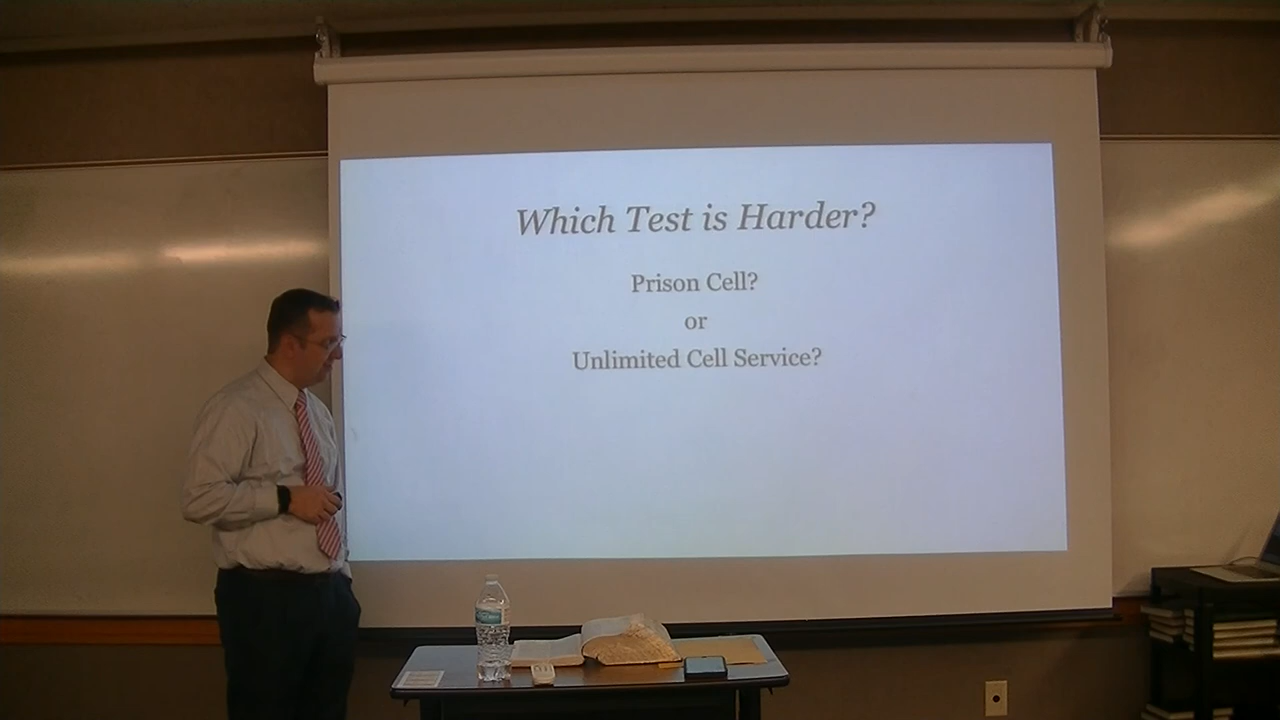 Which Test is Harder?
Prison Cell?
or
Unlimited Cell Service?